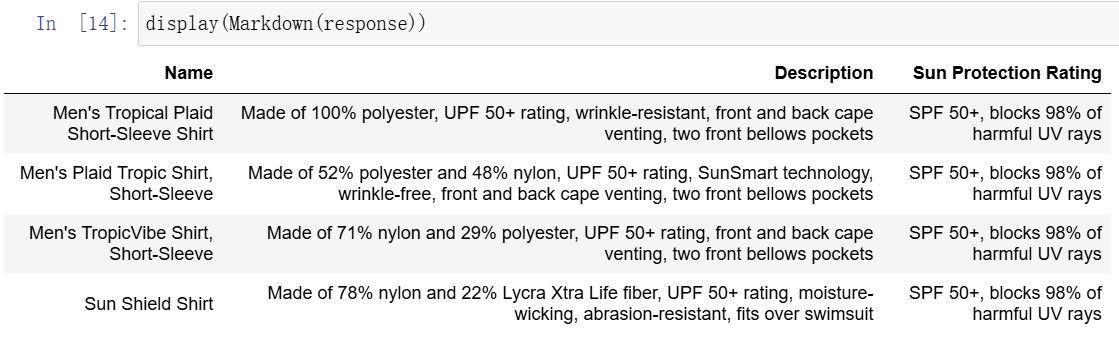 In [14]: display(Markdown(response))
Name Description Sun Protection Rating
Men's Tropical Plaid
Short-Sleeve Shirt
Made of 100% polyester, UPF 50+ rating, wrinkle-resistant, front and back cape
venting, two front bellows pockets
SPF 50+, blocks 98% of
harmful UV rays
Men's Plaid Tropic Shirt,
Short-Sleeve
Made of 52% polyester and 48% nylon, UPF 50+ rating, SunSmart technology,
wrinkle-free, front and back cape venting, two front bellows pockets
SPF 50+, blocks 98% of
harmful UV rays
Men's TropicVibe Shirt,
Short-Sleeve
Made of 71% nylon and 29% polyester, UPF 50+ rating, front and back cape
venting, two front bellows pockets
SPF 50+, blocks 98% of
harmful UV rays
Sun Shield Shirt
Made of 78% nylon and 22% Lycra Xtra Life fiber, UPF 50+ rating, moisture-
wicking, abrasion-resistant, fits over swimsuit
SPF 50+, blocks 98% of
harmful UV rays